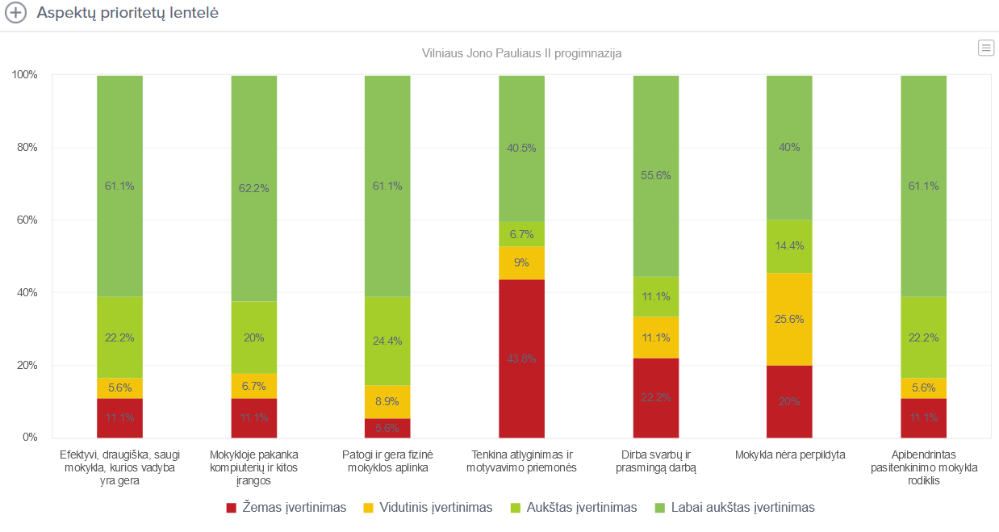 Aspektų prioritetų lentelė
Vilniaus Jono Pauliaus II progimnazija
100%
80%
60%
40%
20%
0%
61.1%
22.2%
5.6%
11.1%
62.2%
20%
6.7%
11.1%
61.1%
24.4%
8.9%
5.6%
40.5%
6.7%
9%
43.8%
55.6%
11.1%
11.1%
22.2%
40%
14.4%
25.6%
20%
61.1%
22.2%
5.6%
11.1%
Efektyvi, draugiška, saugi
mokykla, kurios vadyba
yra gera
Mokykloje pakanka
kompiuterių ir kitos
įrangos
Patogi ir gera fizinė
mokyklos aplinka
Tenkina atlyginimas ir
motyvavimo priemonės
Dirba svarbų ir
prasmingą darbą
Mokykla nėra perpildyta
Apibendrintas
pasitenkinimo mokykla
rodiklis
Žemas įvertinimas
Vidutinis įvertinimas
Aukštas įvertinimas
Labai aukštas įvertinimas